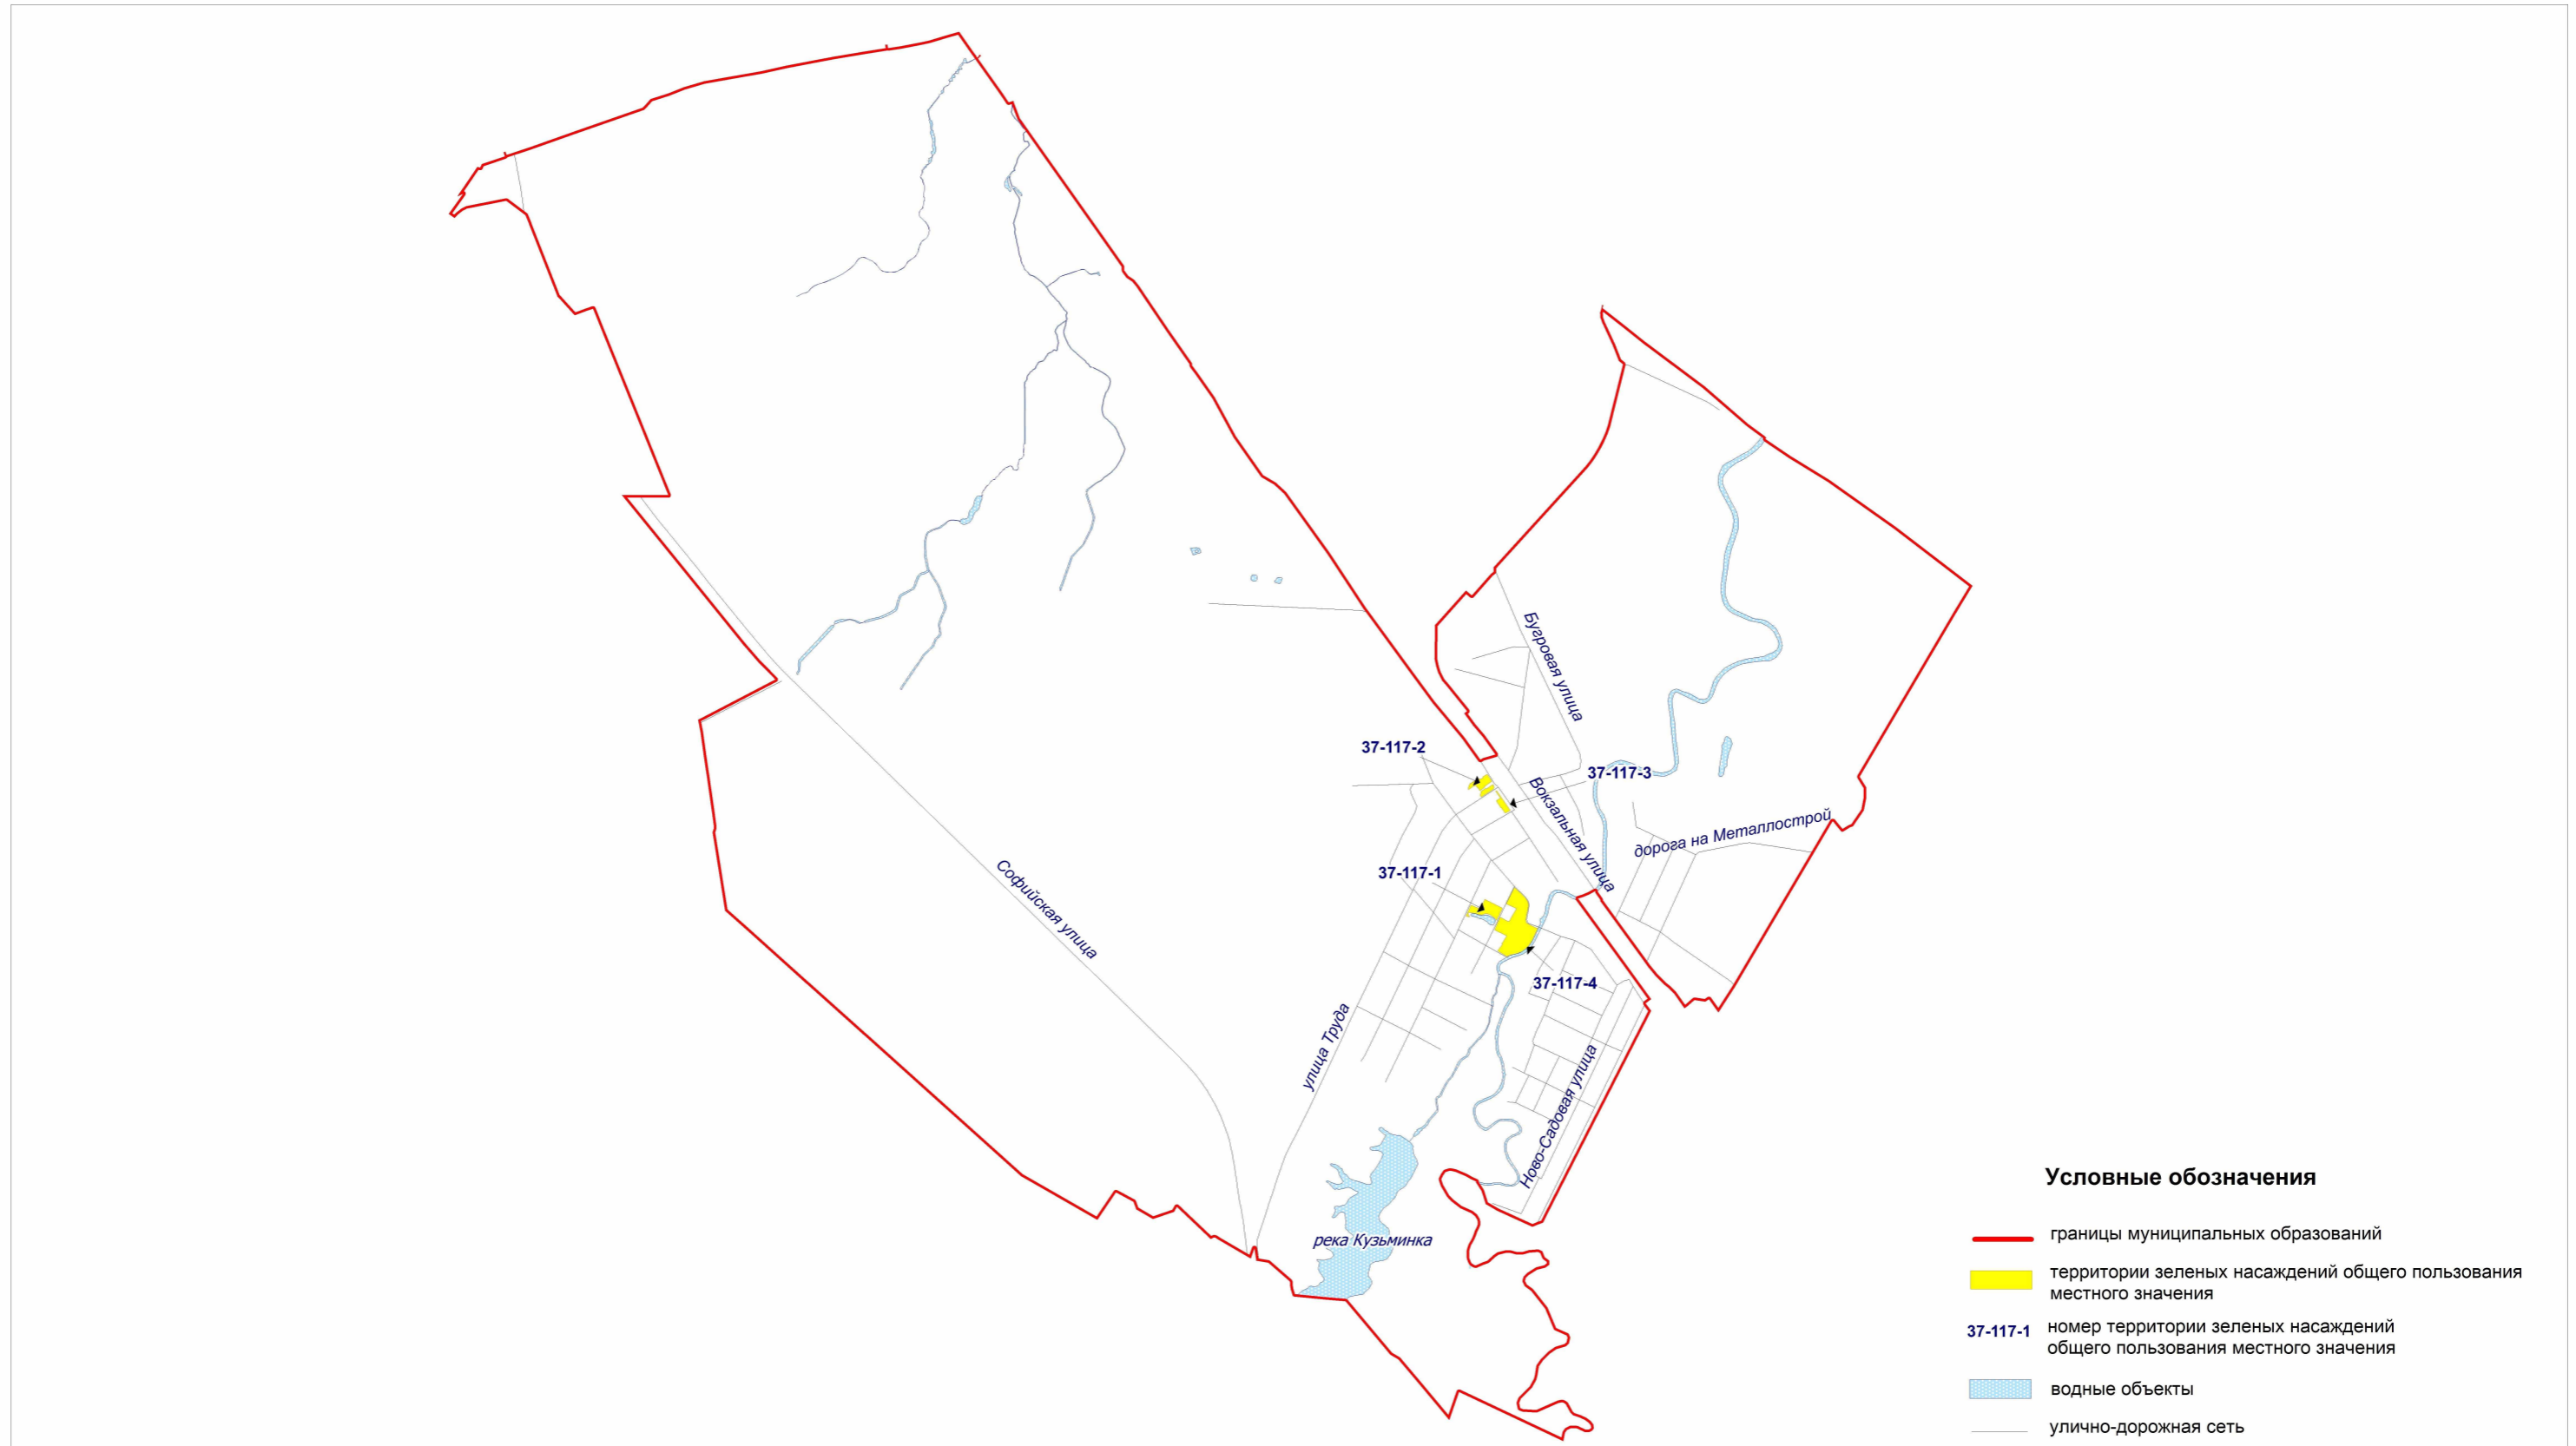 Бугровая улица
37-117-2
37-117-3
Вокзальная улица
дорога на Металлострой
37-117-1
Софийская улица
37-117-4
улица Труда
Ново-Садовая улица
река Кузьминка
Условные обозначения
границы муниципальных образований
территории зеленых насаждений общего пользования
местного значения
37-117-1 номер территории зеленых насаждений
общего пользования местного значения
водные объекты
улично-дорожная сеть